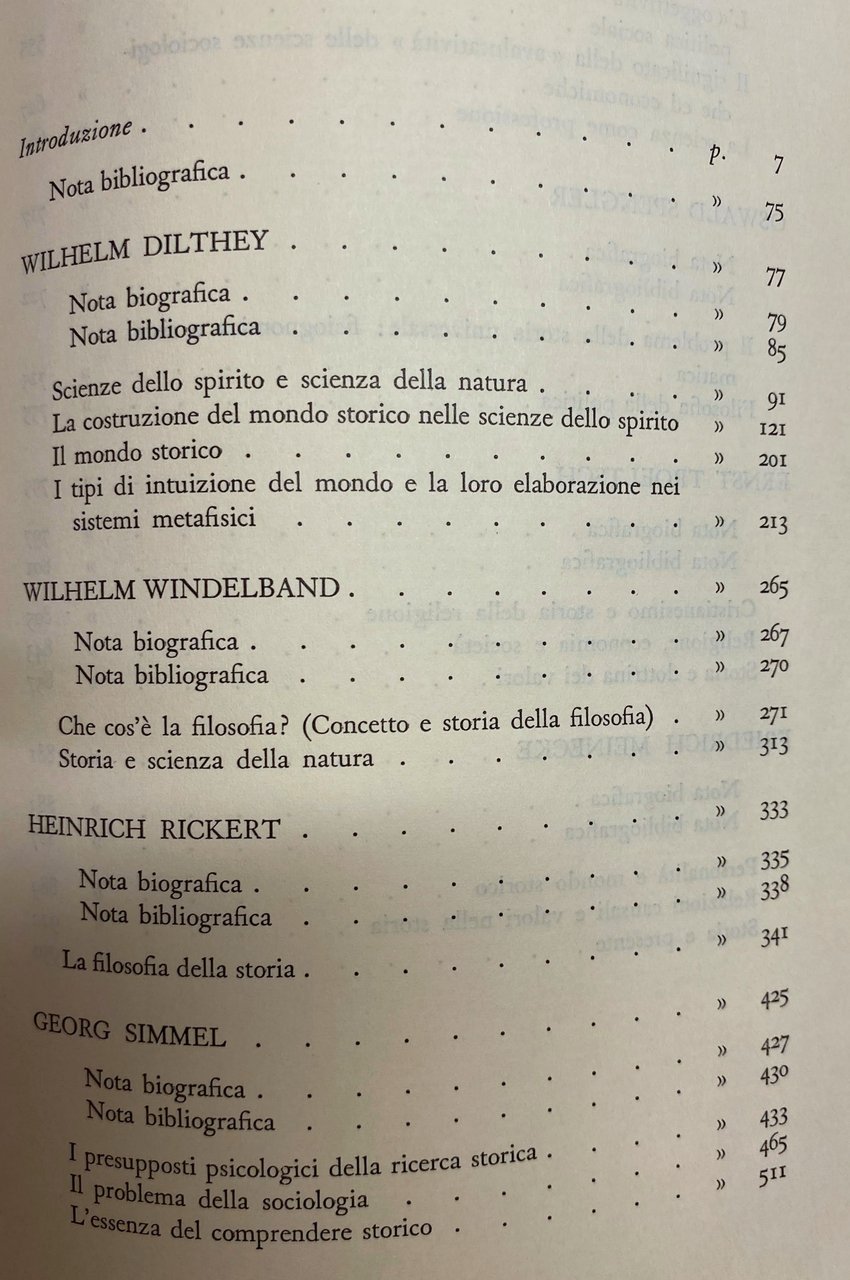 Introduzione . . . . . . . . . . . p. 7
Nota bibliografica . . . . . . . . . » 75
WILHELM DILTHEY . . . . . . . . » 77
Nota biografica . . . . . . . . . » 79
Nota bibliografica . . . . . . . . » 85
Scienze dello spirito e scienza della natura . . . . » 91
La costruzione del mondo storico nelle scienze dello spirito » 121
Il mondo storico . . . . . . . . . » 201
I tipi di intuizione del mondo e la loro elaborazione nei
sistemi metafisici . . . . . . . . » 213
WILHELM WINDELBAND . . . . . . . » 265
Nota biografica . . . . . . . . . » 267
Nota bibliografica . . . . . . . . » 270
Che cos'è la filosofia? (Concetto e storia della filosofia) . » 271
Storia e scienza della natura . . . . . . » 313
HEINRICH RICKERT . . . . . . . . » 333
Nota biografica . . . . . . . . . » 335
Nota bibliografica . . . . . . . . » 338
La filosofia della storia . . . . . . . . » 341
GEORG SIMMEL . . . . . . . . . » 425
Nota biografica . . . . . . . . . » 427
Nota bibliografica . . . . . . . . » 430
I presupposti psicologici della ricerca storica . . . . » 433
Il problema della sociologia . . . . . . » 465
L'essenza del comprendere storico . . . . . » 511